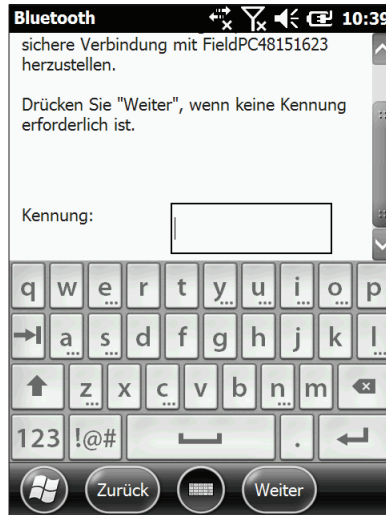 Bluetooth 10:39
sichere Verbindung mit FieldPC48151623
herzustellen.
Drücken Sie "Weiter", wenn keine Kennung
erforderlich ist.
Kennung:
q w e r t y u i o p
a s d f g h j k l
z x c v b n m
123 !@# .
Zurück Weiter